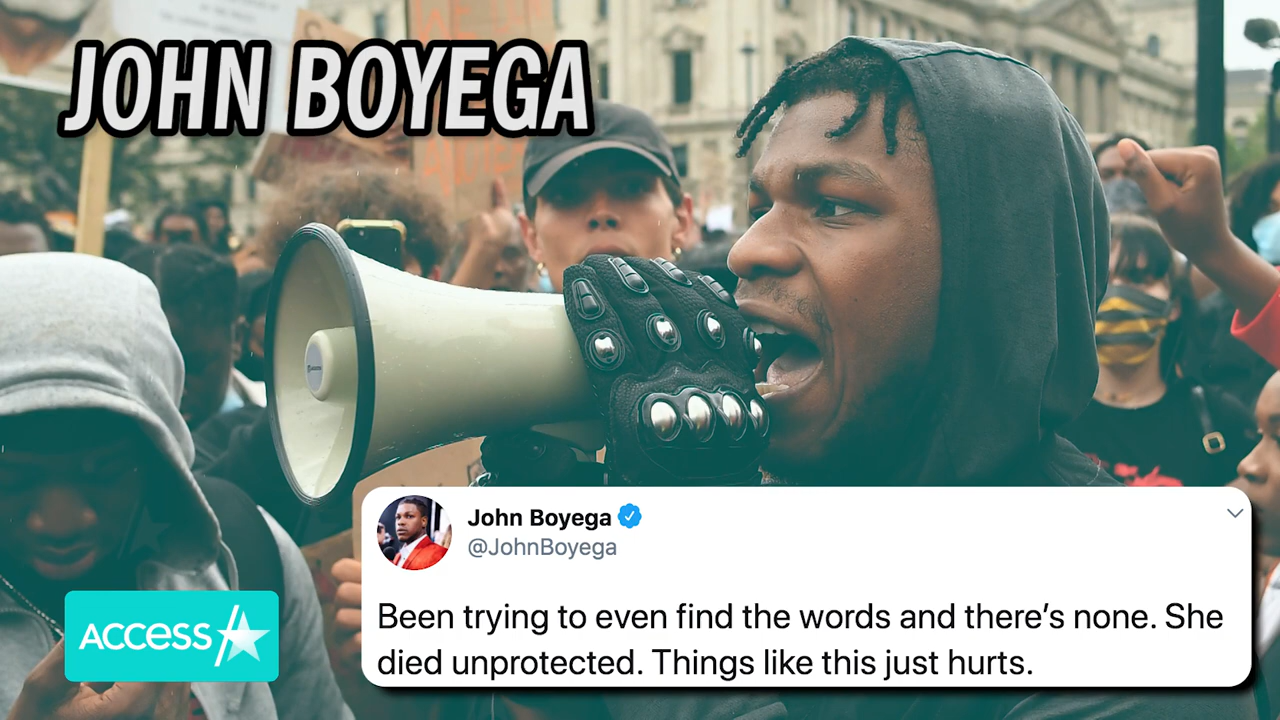 JOHN BOYEGA
John Boyega
@JohnBoyega
Been trying to even find the words and there's none. She
died unprotected. Things like this just hurts.
ACCESS